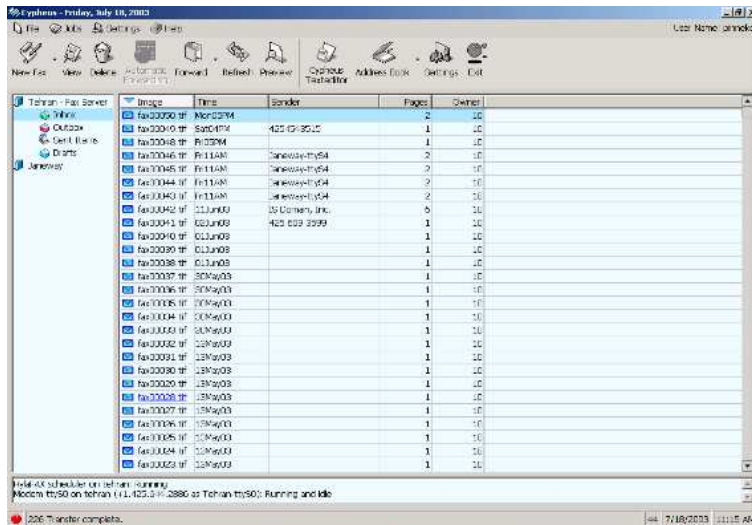 Cypheus - Friday, July 18, 2003
File Jobs Settings Help User Name:
New Fax View Delete Automatic Forwarding Forward Refresh Preview Cypheus Texteditor Address Book Settings Exit
Tehran - Fax Server
Inbox
Outbox
Sent Items
Drafts
Janeway
Image Time Sender Pages Owner
fax00050.tif Mon05PM 2 10
fax00049.tif Sat04PM 4254543515 1 10
fax00048.tif Fri05PM 1 10
fax00046.tif Fri11AM Janeway-ttyS4 2 10
fax00045.tif Fri11AM Janeway-ttyS4 2 10
fax00044.tif Fri11AM Janeway-ttyS4 2 10
fax00043.tif Fri11AM Janeway-ttyS4 2 10
fax00042.tif 11Jun03 IS Domain, Inc. 6 10
fax00041.tif 02Jun03 425 609 3599 1 10
fax00040.tif 01Jun03 1 10
fax00039.tif 01Jun03 1 10
fax00038.tif 01Jun03 1 10
fax00037.tif 30May03 1 10
fax00036.tif 30May03 1 10
fax00035.tif 30May03 1 10
fax00034.tif 30May03 1 10
fax00033.tif 30May03 1 10
fax00032.tif 13May03 1 10
fax00031.tif 13May03 1 10
fax00030.tif 13May03 1 10
fax00029.tif 13May03 1 10
fax00028.tif 13May03 1 10
fax00027.tif 13May03 1 10
fax00026.tif 13May03 1 10
fax00025.tif 13May03 1 10
fax00024.tif 13May03 1 10
fax00023.tif 13May03 1 10
HylaFAX scheduler on tehran: Running
Modem ttyS0 on tehran as Tehran ttyS0): Running and idle
226 Transfer complete. 7/18/2003 11:15 AM